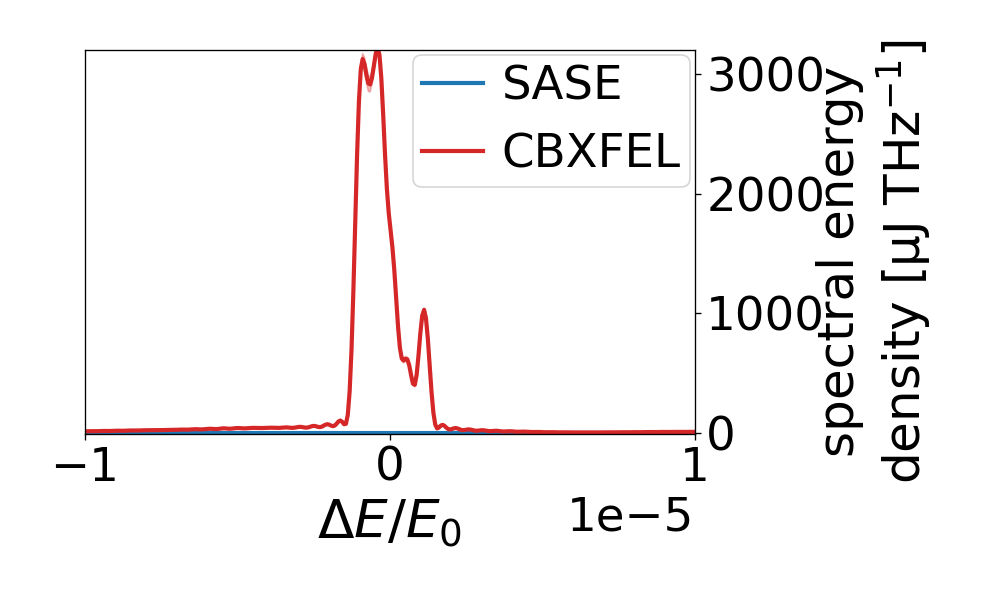 SASE
CBXFEL
3000
2000
1000
0
spectral energy
density [µJ THz⁻¹]
−1
0
1
ΔE/E₀
1e−5